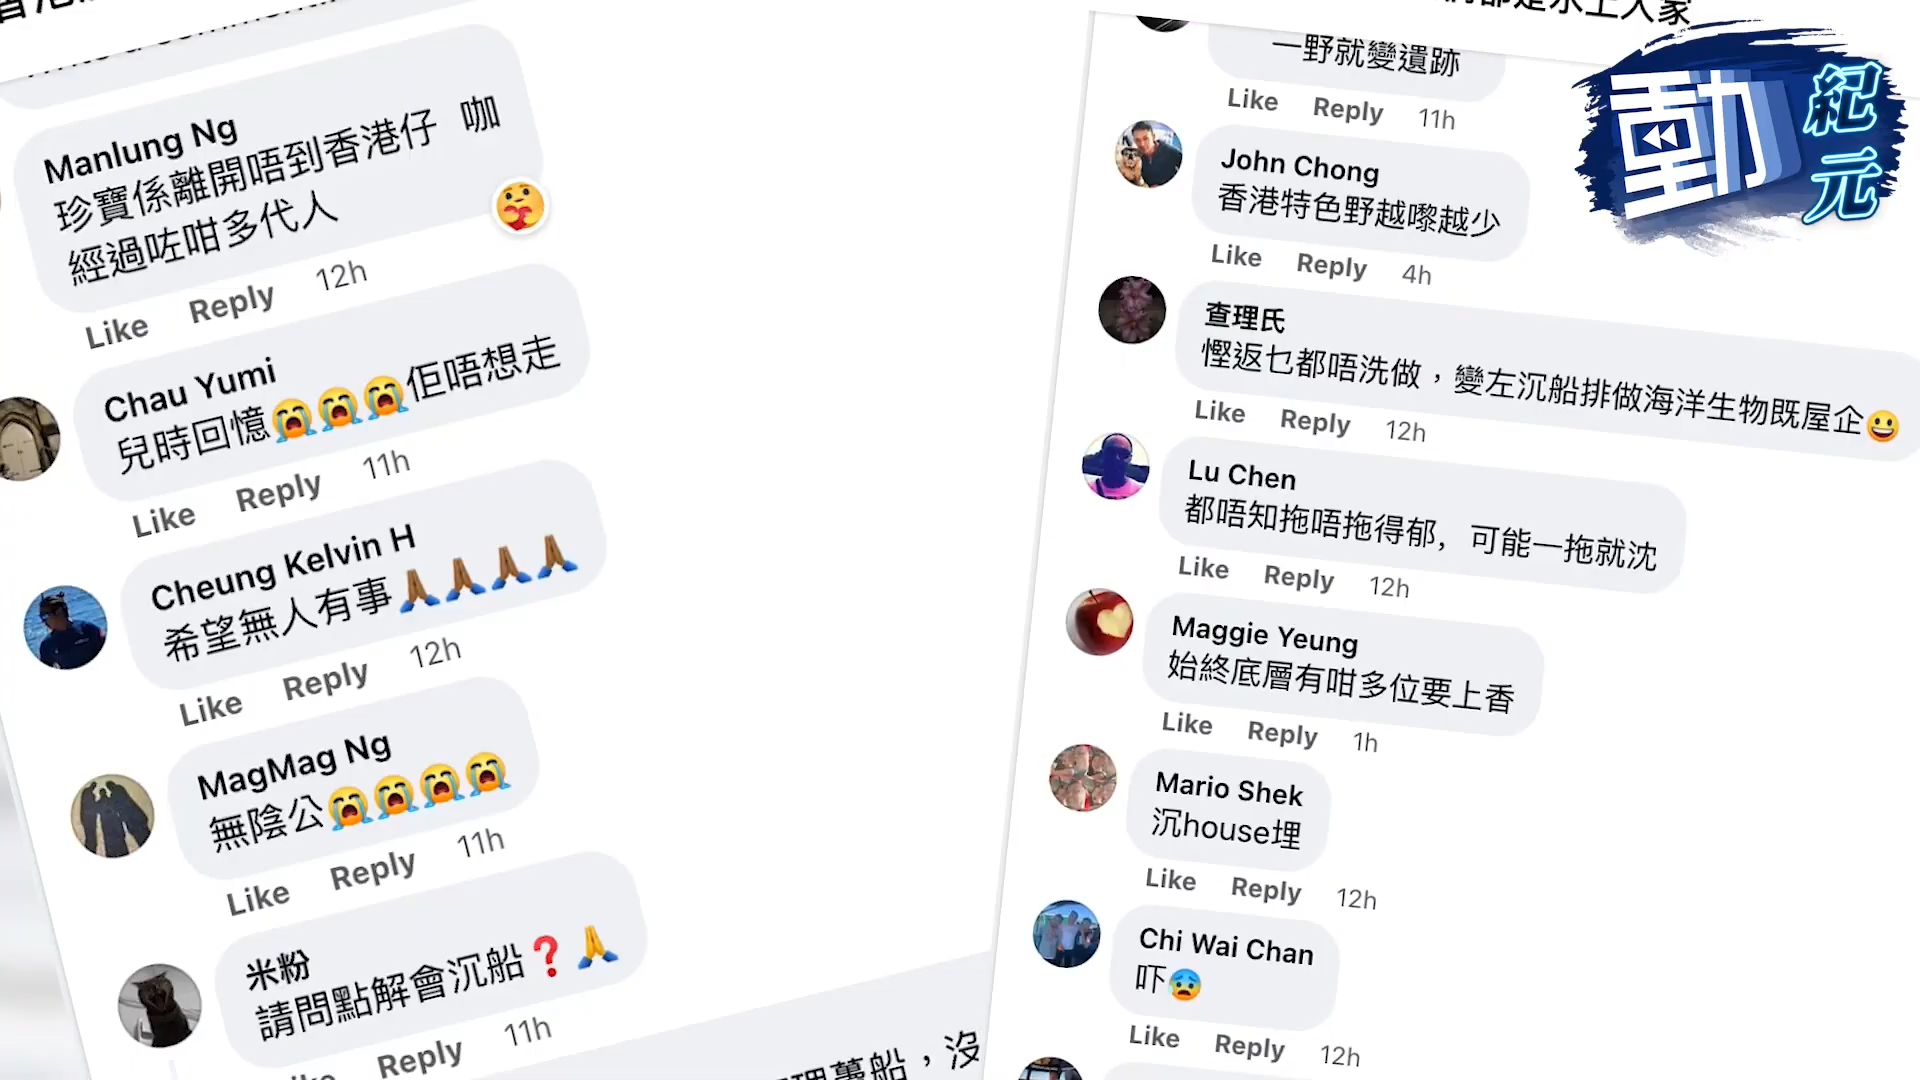 Manlung Ng
珍寶係離開唔到香港仔 咖
經過咗咁多代人
Like Reply 12h
Chau Yumi
兒時回憶😭😭😭佢唔想走
Like Reply 11h
Cheung Kelvin H
希望無人有事🙏🏾🙏🏾🙏🏾🙏🏾
Like Reply 12h
MagMag Ng
無陰公😭😭😭😭
Like Reply 11h
米粉
請問點解會沉船❓🙏
Reply 11h
船，沒
水上人家
一野就變遺跡
Like Reply 11h
John Chong
香港特色野越嚟越少
Like Reply 4h
查理氏
慳返乜都唔洗做，變左沉船排做海洋生物既屋企😀
Like Reply 12h
Lu Chen
都唔知拖唔拖得郁，可能一拖就沈
Like Reply 12h
Maggie Yeung
始終底層有咁多位要上香
Like Reply 1h
Mario Shek
沉house埋
Like Reply 12h
Chi Wai Chan
吓😰
Like Reply 12h
動紀元